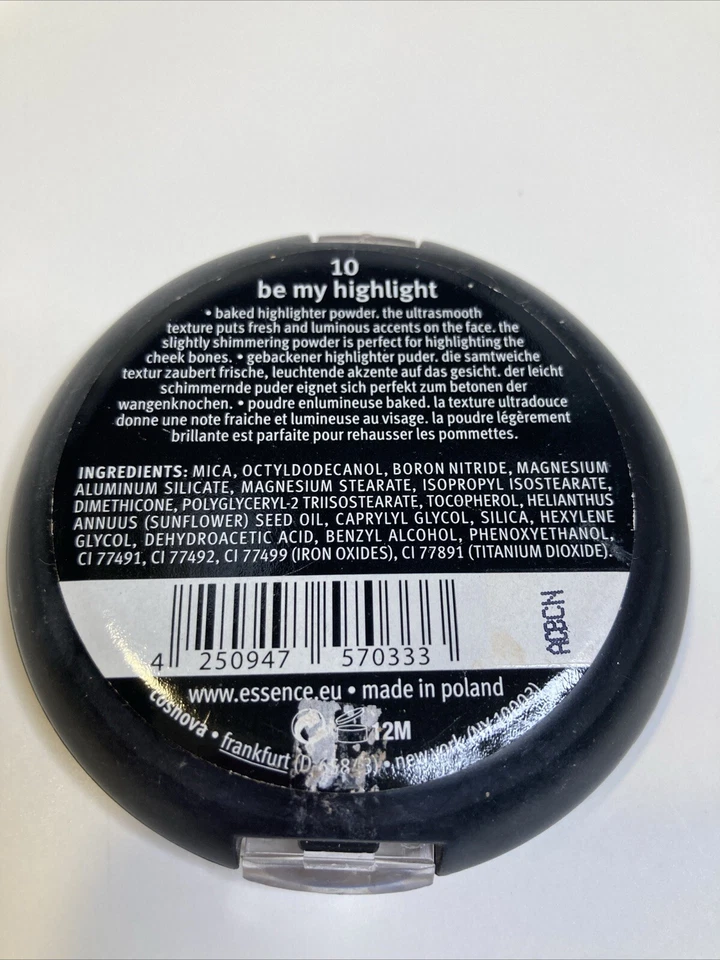 10
be my highlight
• baked highlighter powder. the ultrasmooth
texture puts fresh and luminous accents on the face. the
slightly shimmering powder is perfect for highlighting the
cheek bones. • gebackener highlighter puder. die samtweiche
textur zaubert frische, leuchtende akzente auf das gesicht. der leicht
schimmernde puder eignet sich perfekt zum betonen der
wangenknochen. • poudre enlumineuse baked. la texture ultradouce
donne une note fraiche et lumineuse au visage. la poudre légèrement
brillante est parfaite pour rehausser les pommettes.
INGREDIENTS: MICA, OCTYLDODECANOL, BORON NITRIDE, MAGNESIUM
ALUMINUM SILICATE, MAGNESIUM STEARATE, ISOPROPYL ISOSTEARATE,
DIMETHICONE, POLYGLYCERYL-2 TRIISOSTEARATE, TOCOPHEROL, HELIANTHUS
ANNUUS (SUNFLOWER) SEED OIL, CAPRYLYL GLYCOL, SILICA, HEXYLENE
GLYCOL, DEHYDROACETIC ACID, BENZYL ALCOHOL, PHENOXYETHANOL,
CI 77491, CI 77492, CI 77499 (IRON OXIDES), CI 77891 (TITANIUM DIOXIDE).
4 250947 570333
ACBCM
www.essence.eu • made in poland
12M
cosnova • frankfurt • new york (NY 10003)